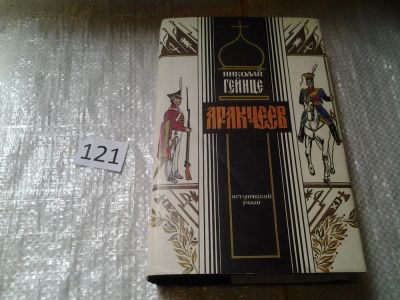 НИКОЛАЙ
ГЕЙНЦЕ
АРАКЧЕЕВ
ИСТОРИЧЕСКИЙ
РОМАН
121